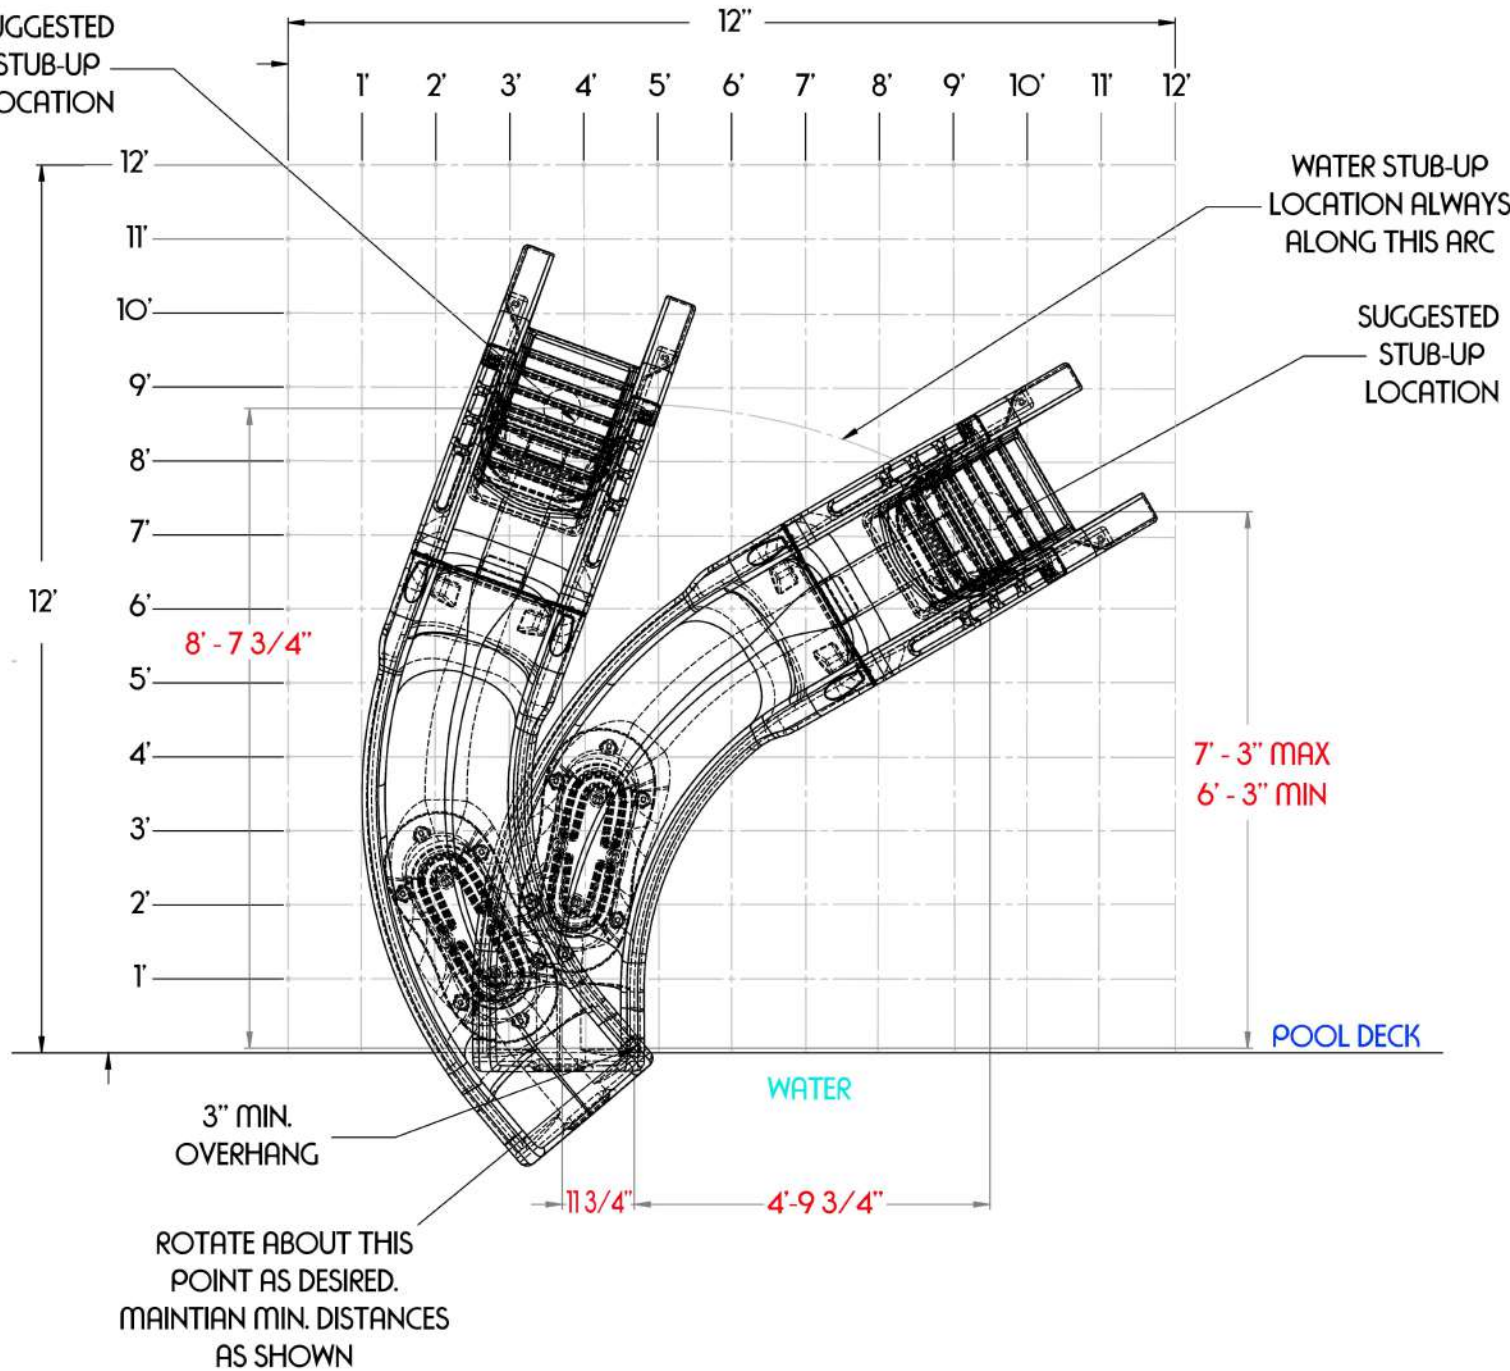 12”
UGGESTED
STUB-UP
OCATION
1’ 2’ 3’ 4’ 5’ 6’ 7’ 8’ 9’ 10’ 11’ 12’
12’
11’
10’
9’
8’
7’
6’
5’
4’
3’
2’
1’
12’
WATER STUB-UP
LOCATION ALWAYS
ALONG THIS ARC
SUGGESTED
STUB-UP
LOCATION
8’ - 7 3/4”
7’ - 3” MAX
6’ - 3” MIN
POOL DECK
WATER
3” MIN.
OVERHANG
11 3/4”
4’-9 3/4”
ROTATE ABOUT THIS
POINT AS DESIRED.
MAINTIAN MIN. DISTANCES
AS SHOWN